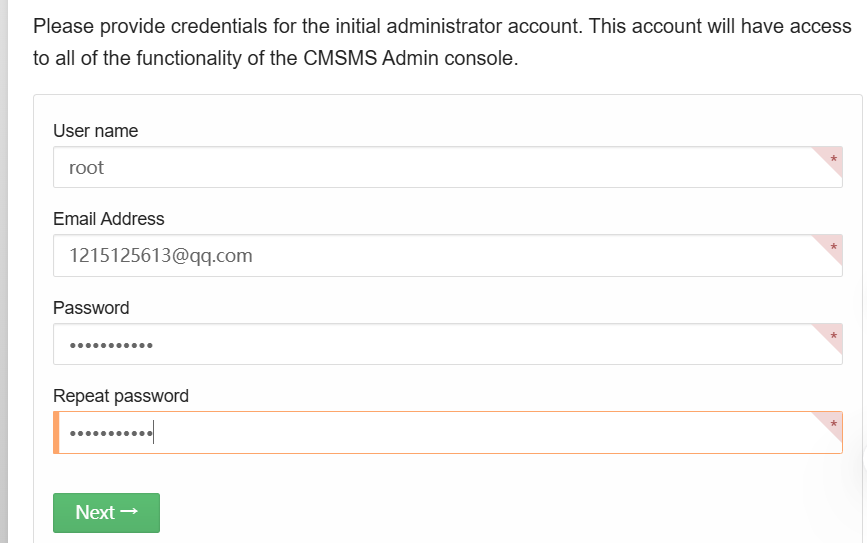 Please provide credentials for the initial administrator account. This account will have access
to all of the functionality of the CMSMS Admin console.
User name
root
*
Email Address
1215125613@qq.com
*
Password
•••••••••••
*
Repeat password
•••••••••••
*
Next →